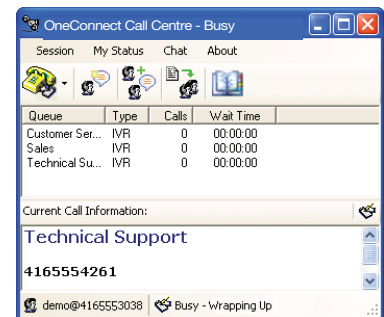 OneConnect Call Centre - Busy
Session My Status Chat About
Queue Type Calls Wait Time
Customer Ser... IVR 0 00:00:00
Sales IVR 0 00:00:00
Technical Su... IVR 0 00:00:00
Current Call Information:
Technical Support
4165554261
demo@4165553038 Busy - Wrapping Up